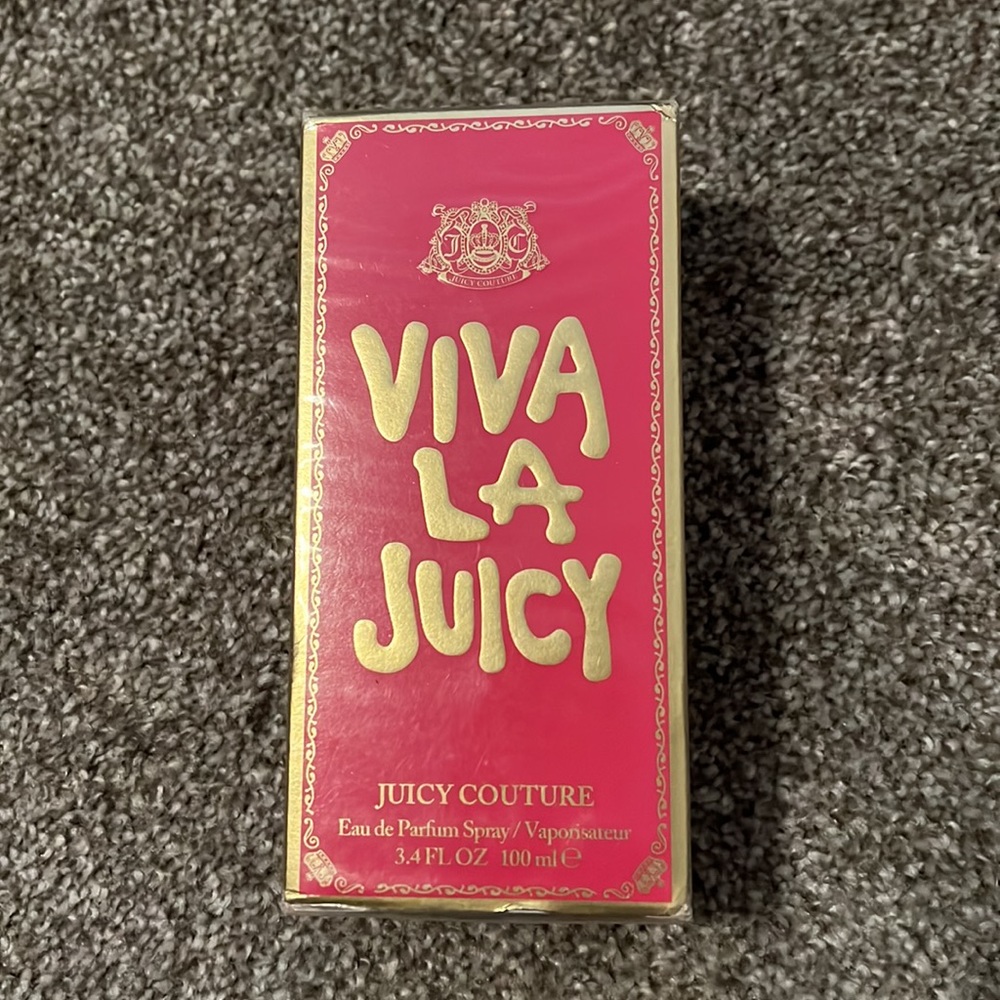 J C
JUICY COUTURE
VIVA
LA
JUICY
JUICY COUTURE
Eau de Parfum Spray / Vaporisateur
3.4 FL OZ 100 ml ℮